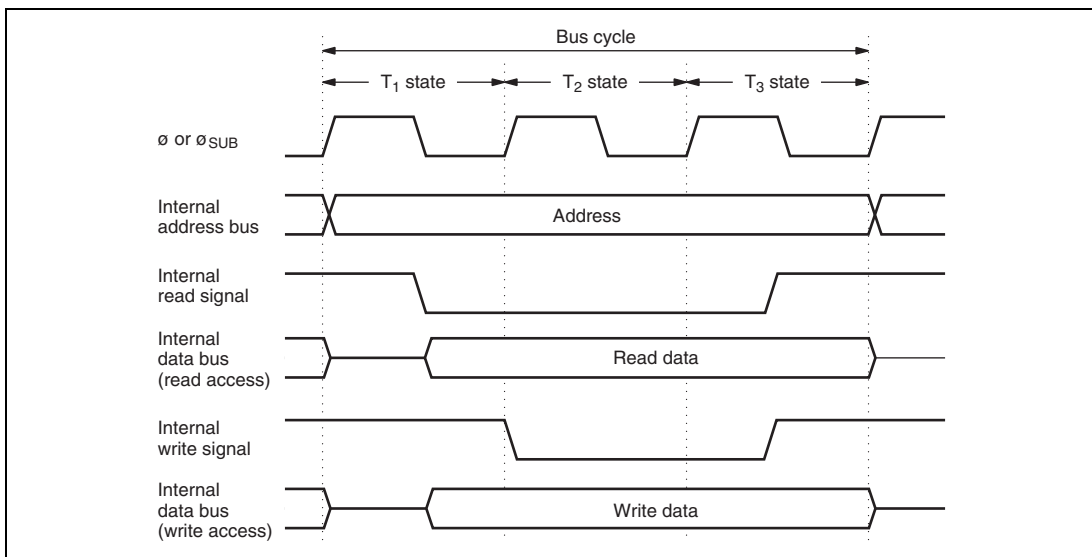 Bus cycle
T₁ state
T₂ state
T₃ state
ø or øSUB
Internal
address bus
Address
Internal
read signal
Internal
data bus
(read access)
Read data
Internal
write signal
Internal
data bus
(write access)
Write data